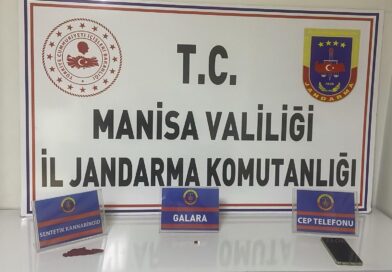 T.C.
MANİSA VALİLİĞİ
İL JANDARMA KOMUTANLIĞI
JANDARMA
SENTETİK KANNABİNOİD
GALARA
CEP TELEFONU